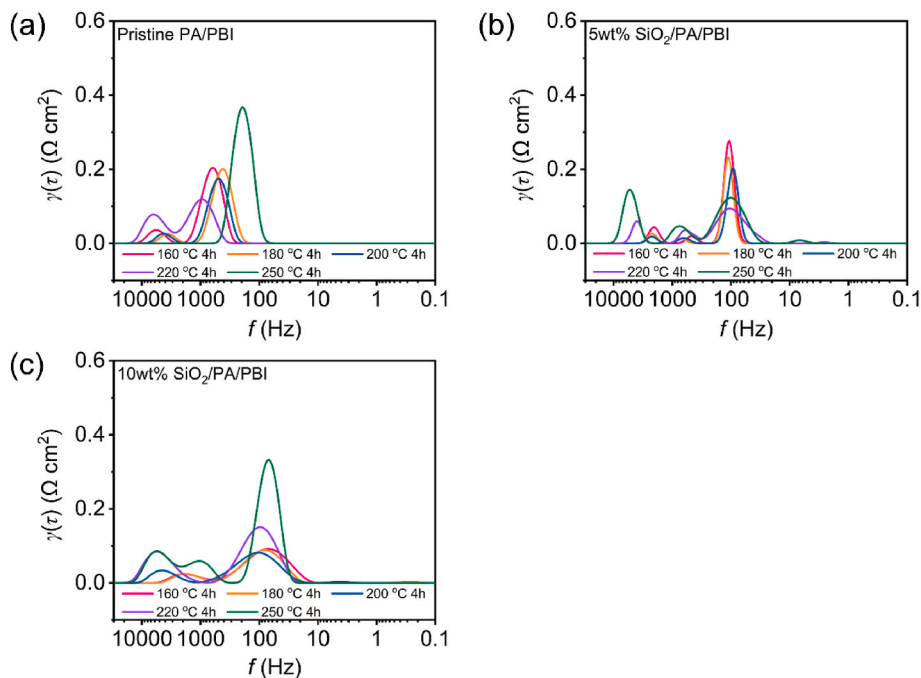 (a)
Pristine PA/PBI
0.6
0.4
0.2
0.0
γ(τ) (Ω cm²)
160 °C 4h 180 °C 4h 200 °C 4h
220 °C 4h 250 °C 4h
10000 1000 100 10 1 0.1
f (Hz)
(b)
5wt% SiO₂/PA/PBI
0.6
0.4
0.2
0.0
γ(τ) (Ω cm²)
160 °C 4h 180 °C 4h 200 °C 4h
220 °C 4h 250 °C 4h
10000 1000 100 10 1 0.1
f (Hz)
(c)
10wt% SiO₂/PA/PBI
0.6
0.4
0.2
0.0
γ(τ) (Ω cm²)
160 °C 4h 180 °C 4h 200 °C 4h
220 °C 4h 250 °C 4h
10000 1000 100 10 1 0.1
f (Hz)